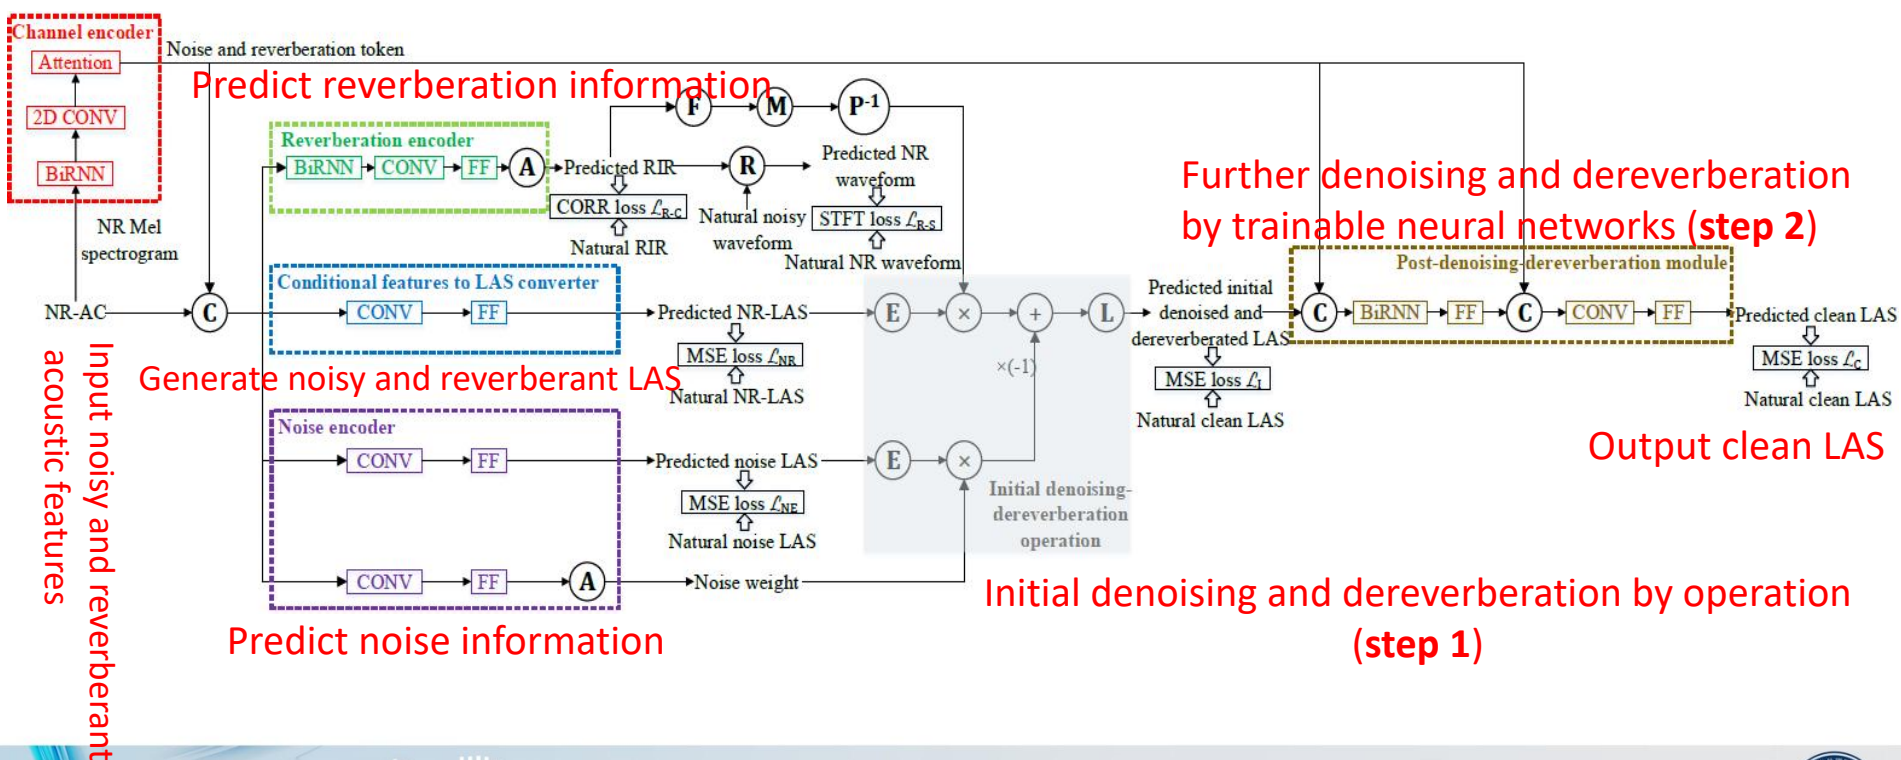 Channel encoder
Attention
2D CONV
BiRNN
NR Mel
spectrogram
NR-AC
Noise and reverberation token
Predict reverberation information
F
M
P-1
Reverberation encoder
BiRNN
CONV
FF
A
Predicted RIR
R
Predicted NR
waveform
CORR loss ℒR-C
Natural RIR
Natural noisy
waveform
STFT loss ℒR-S
Natural NR waveform
C
Conditional features to LAS converter
CONV
FF
Predicted NR-LAS
MSE loss ℒNR
Natural NR-LAS
Generate noisy and reverberant LAS
Input noisy and reverberant
acoustic features
Noise encoder
CONV
FF
Predicted noise LAS
MSE loss ℒNE
Natural noise LAS
CONV
FF
A
Noise weight
Predict noise information
E
×
+
L
×(-1)
E
×
Initial denoising-
dereverberation
operation
Initial denoising and dereverberation by operation
(step 1)
Predicted initial
denoised and
dereverberated LAS
MSE loss ℒI
Natural clean LAS
Further denoising and dereverberation
by trainable neural networks (step 2)
Post-denoising-dereverberation module
C
BiRNN
FF
C
CONV
FF
Predicted clean LAS
MSE loss ℒC
Natural clean LAS
Output clean LAS